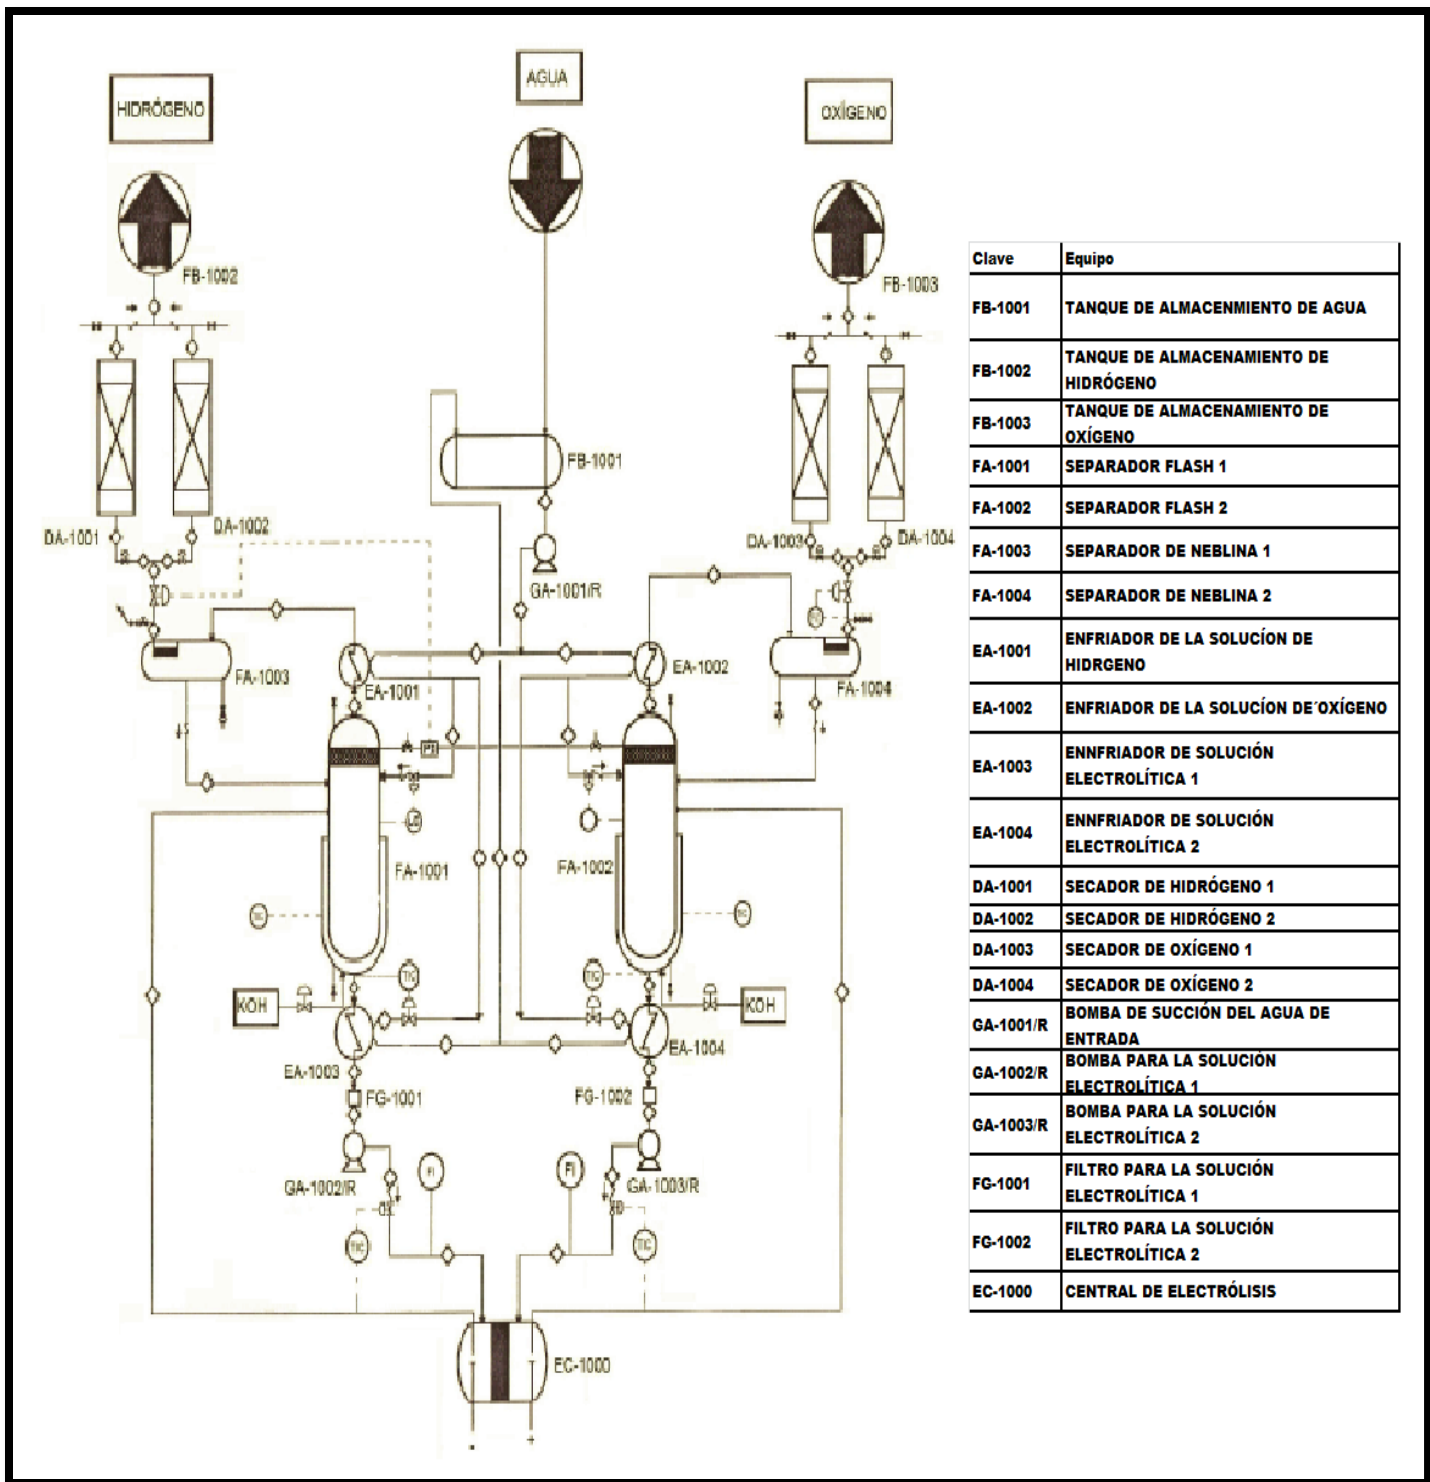 HIDRÓGENO
AGUA
OXÍGENO
FB-1002
FB-1003
FB-1001
DA-1001
DA-1002
DA-1003
DA-1004
GA-1001/R
FA-1003
EA-1001
EA-1002
FA-1004
FA-1001
FA-1002
TIC
TIC
KOH
KOH
EA-1003
EA-1004
FG-1001
FG-1002
GA-1002/R
FI
FI
GA-1003/R
TIC
TIC
EC-1000
-
+
Clave Equipo
FB-1001 TANQUE DE ALMACENMIENTO DE AGUA
FB-1002 TANQUE DE ALMACENAMIENTO DE
HIDRÓGENO
FB-1003 TANQUE DE ALMACENAMIENTO DE
OXÍGENO
FA-1001 SEPARADOR FLASH 1
FA-1002 SEPARADOR FLASH 2
FA-1003 SEPARADOR DE NEBLINA 1
FA-1004 SEPARADOR DE NEBLINA 2
EA-1001 ENFRIADOR DE LA SOLUCÍON DE
HIDRGENO
EA-1002 ENFRIADOR DE LA SOLUCÍON DE´OXÍGENO
EA-1003 ENNFRIADOR DE SOLUCIÓN
ELECTROLÍTICA 1
EA-1004 ENNFRIADOR DE SOLUCIÓN
ELECTROLÍTICA 2
DA-1001 SECADOR DE HIDRÓGENO 1
DA-1002 SECADOR DE HIDRÓGENO 2
DA-1003 SECADOR DE OXÍGENO 1
DA-1004 SECADOR DE OXÍGENO 2
GA-1001/R BOMBA DE SUCCIÓN DEL AGUA DE
ENTRADA
GA-1002/R BOMBA PARA LA SOLUCIÓN
ELECTROLÍTICA 1
GA-1003/R BOMBA PARA LA SOLUCIÓN
ELECTROLÍTICA 2
FG-1001 FILTRO PARA LA SOLUCIÓN
ELECTROLÍTICA 1
FG-1002 FILTRO PARA LA SOLUCIÓN
ELECTROLÍTICA 2
EC-1000 CENTRAL DE ELECTRÓLISIS